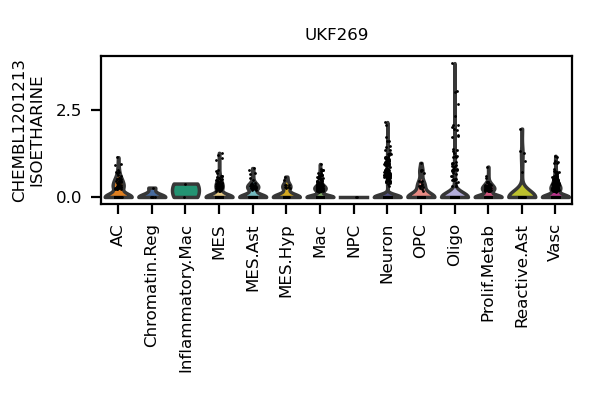 UKF269
CHEMBL1201213
ISOETHARINE
2.5
0.0
AC
Chromatin.Reg
Inflammatory.Mac
MES
MES.Ast
MES.Hyp
Mac
NPC
Neuron
OPC
Oligo
Prolif.Metab
Reactive.Ast
Vasc